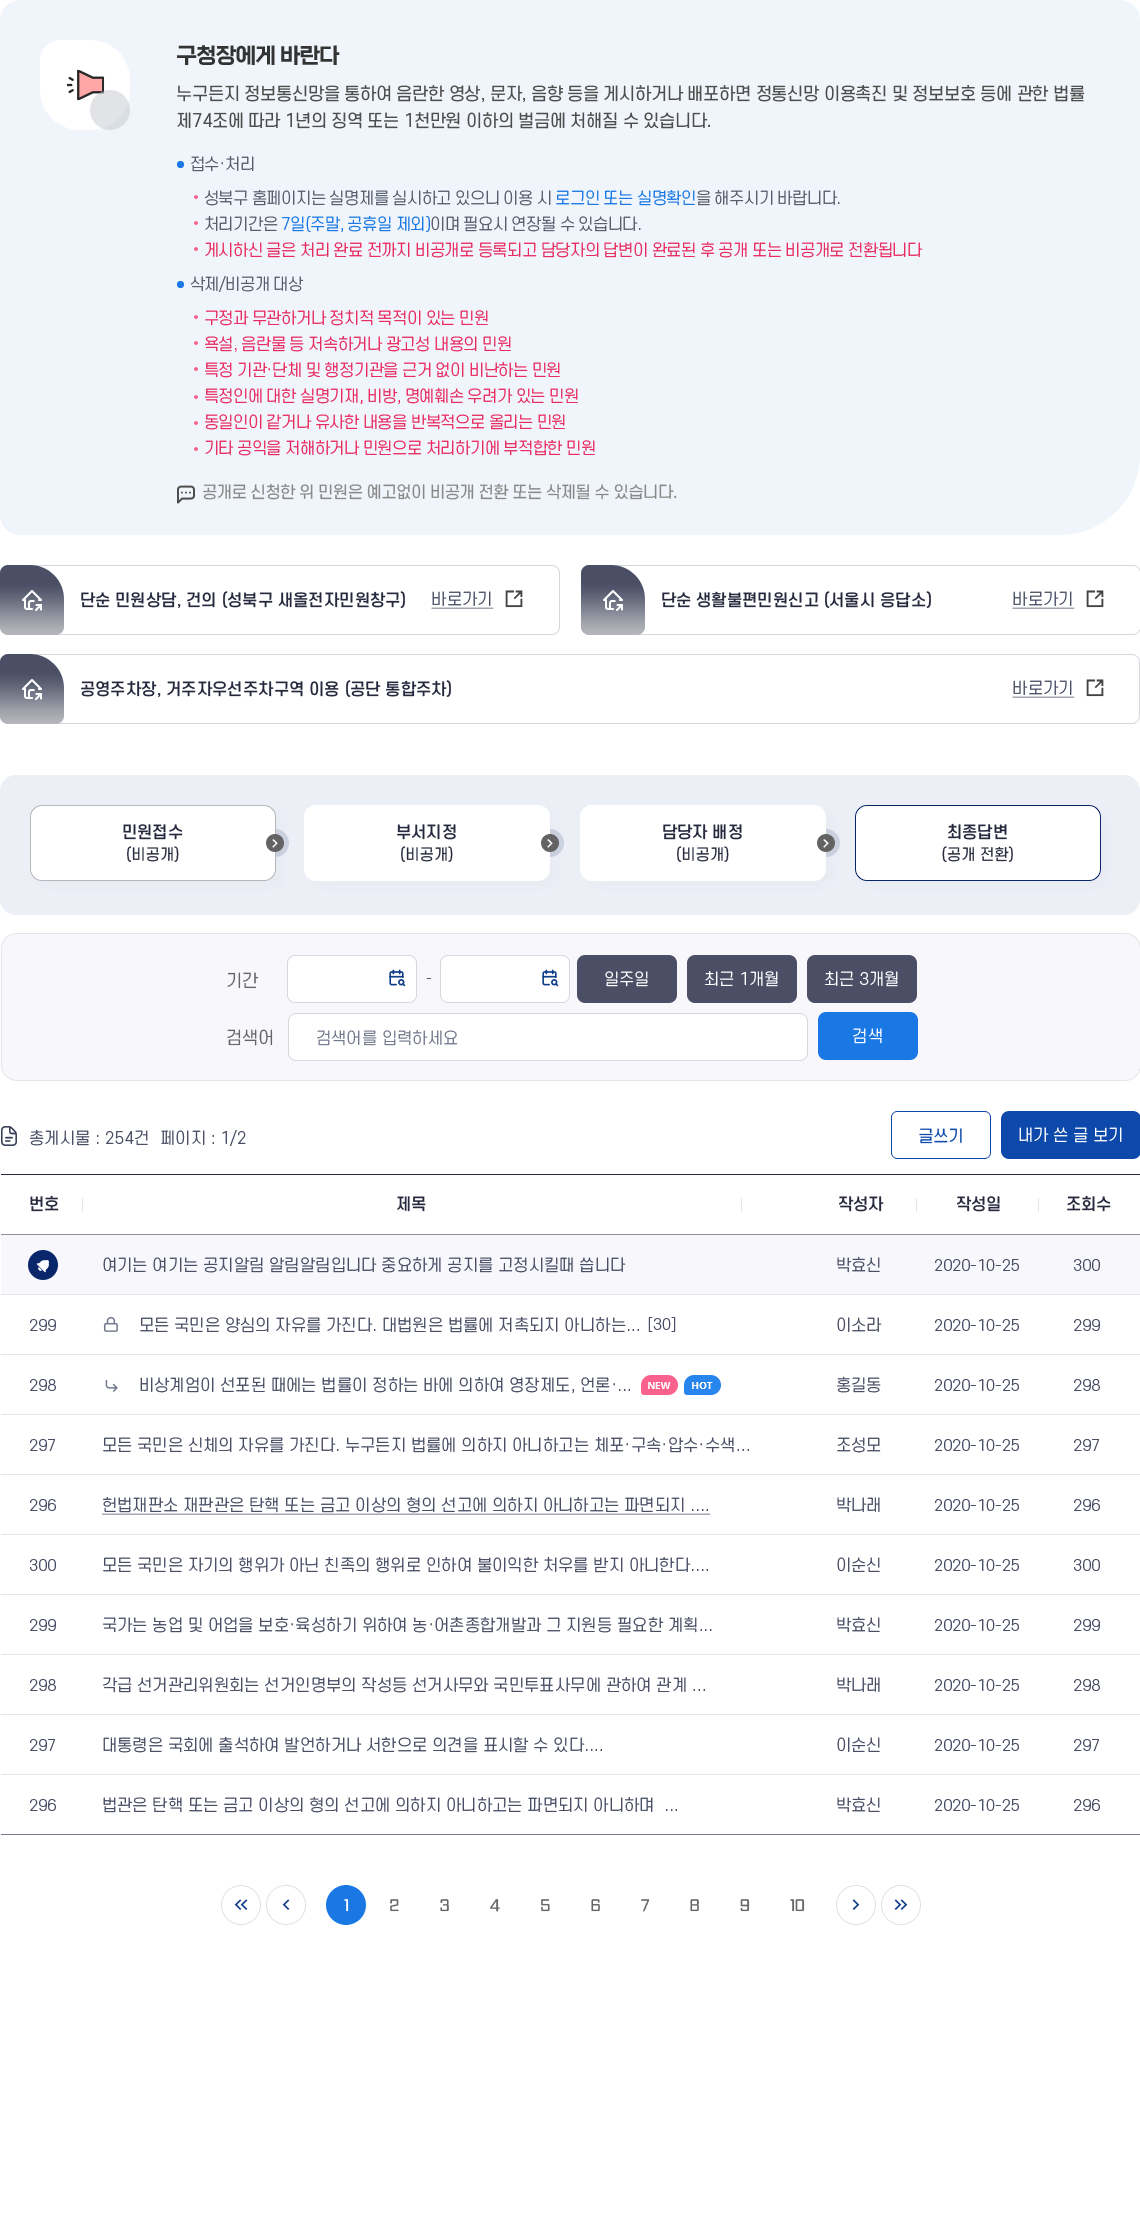 구청장에게 바란다
누구든지 정보통신망을 통하여 음란한 영상, 문자, 음향 등을 게시하거나 배포하면 정통신망 이용촉진 및 정보보호 등에 관한 법률
제74조에 따라 1년의 징역 또는 1천만원 이하의 벌금에 처해질 수 있습니다.
접수·처리
성북구 홈페이지는 실명제를 실시하고 있으니 이용 시 로그인 또는 실명확인을 해주시기 바랍니다.
처리기간은 7일(주말, 공휴일 제외)이며 필요시 연장될 수 있습니다.
게시하신 글은 처리 완료 전까지 비공개로 등록되고 담당자의 답변이 완료된 후 공개 또는 비공개로 전환됩니다
삭제/비공개 대상
구정과 무관하거나 정치적 목적이 있는 민원
욕설, 음란물 등 저속하거나 광고성 내용의 민원
특정 기관·단체 및 행정기관을 근거 없이 비난하는 민원
특정인에 대한 실명기재, 비방, 명예훼손 우려가 있는 민원
동일인이 같거나 유사한 내용을 반복적으로 올리는 민원
기타 공익을 저해하거나 민원으로 처리하기에 부적합한 민원
공개로 신청한 위 민원은 예고없이 비공개 전환 또는 삭제될 수 있습니다.
단순 민원상담, 건의 (성북구 새올전자민원창구) 바로가기
단순 생활불편민원신고 (서울시 응답소) 바로가기
공영주차장, 거주자우선주차구역 이용 (공단 통합주차) 바로가기
민원접수
(비공개)
부서지정
(비공개)
담당자 배정
(비공개)
최종답변
(공개 전환)
기간 - 일주일 최근 1개월 최근 3개월
검색어 검색어를 입력하세요 검색
총게시물 : 254건 페이지 : 1/2 글쓰기 내가 쓴 글 보기
번호 제목 작성자 작성일 조회수
여기는 여기는 공지알림 알림알림입니다 중요하게 공지를 고정시킬때 씁니다 박효신 2020-10-25 300
299 모든 국민은 양심의 자유를 가진다. 대법원은 법률에 저촉되지 아니하는... [30] 이소라 2020-10-25 299
298 비상계엄이 선포된 때에는 법률이 정하는 바에 의하여 영장제도, 언론·... NEW HOT 홍길동 2020-10-25 298
297 모든 국민은 신체의 자유를 가진다. 누구든지 법률에 의하지 아니하고는 체포·구속·압수·수색... 조성모 2020-10-25 297
296 헌법재판소 재판관은 탄핵 또는 금고 이상의 형의 선고에 의하지 아니하고는 파면되지 .... 박나래 2020-10-25 296
300 모든 국민은 자기의 행위가 아닌 친족의 행위로 인하여 불이익한 처우를 받지 아니한다.... 이순신 2020-10-25 300
299 국가는 농업 및 어업을 보호·육성하기 위하여 농·어촌종합개발과 그 지원등 필요한 계획... 박효신 2020-10-25 299
298 각급 선거관리위원회는 선거인명부의 작성등 선거사무와 국민투표사무에 관하여 관계 ... 박나래 2020-10-25 298
297 대통령은 국회에 출석하여 발언하거나 서한으로 의견을 표시할 수 있다.... 이순신 2020-10-25 297
296 법관은 탄핵 또는 금고 이상의 형의 선고에 의하지 아니하고는 파면되지 아니하며 ... 박효신 2020-10-25 296
1 2 3 4 5 6 7 8 9 10